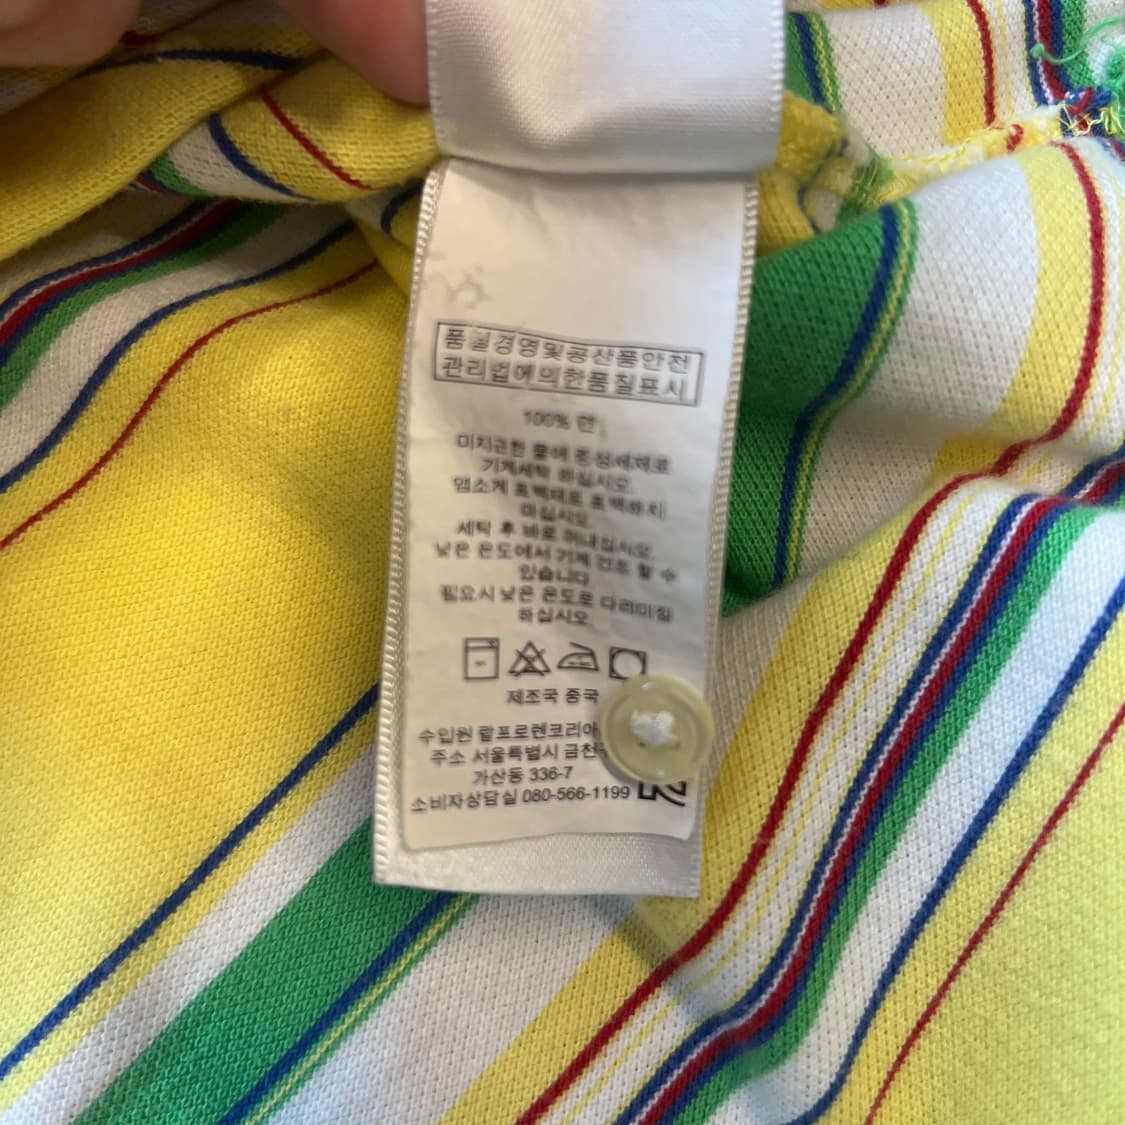 품질경영및공산품안전
관리법에의한품질표시
100% 면
미지근한 물에 중성세제로
기계세탁 하십시오.
염소계 표백제로 표백하지
마십시오.
세탁 후 바로 꺼내십시오.
낮은 온도에서 기계 건조 할 수
있습니다
필요시 낮은 온도로 다려미질
하십시오.
제조국 중국
수입원 랄프로렌코리아
주소 서울특별시 금천
가산동 336-7
소비자상담실 080-566-1199